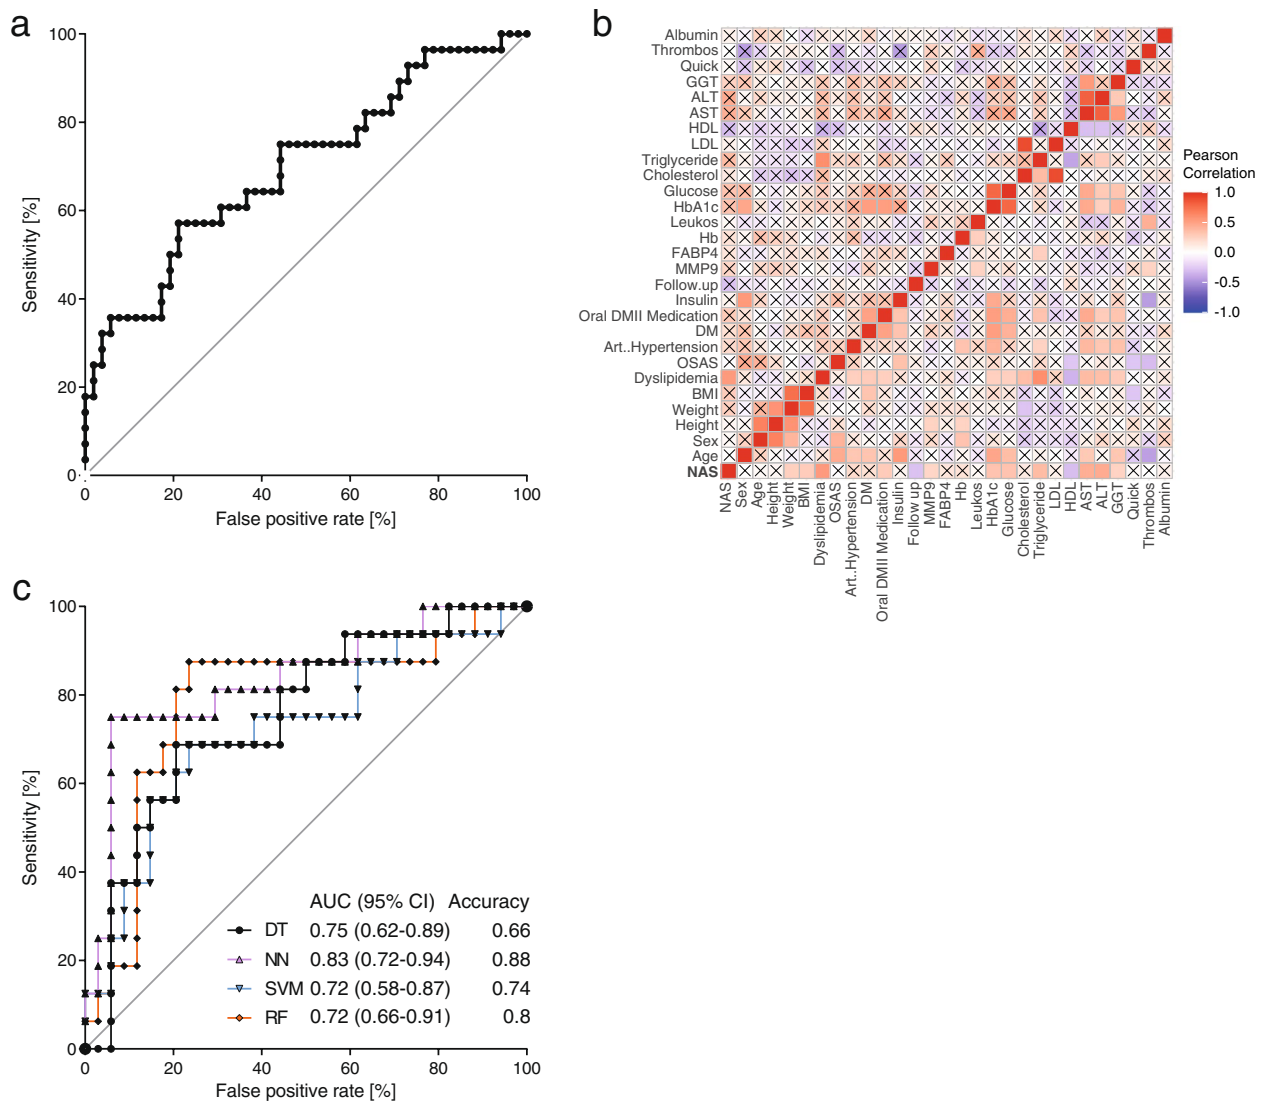 a
100
80
60
40
20
0
Sensitivity [%]
0 20 40 60 80 100
False positive rate [%]
b
Albumin
Thrombos
Quick
GGT
ALT
AST
HDL
LDL
Triglyceride
Cholesterol
Glucose
HbA1c
Leukos
Hb
FABP4
MMP9
Follow.up
Insulin
Oral DMII Medication
DM
Art..Hypertension
OSAS
Dyslipidemia
BMI
Weight
Height
Sex
Age
NAS
NAS
Sex
Age
Height
Weight
BMI
Dyslipidemia
OSAS
Art..Hypertension
DM
Oral DMII Medication
Insulin
Follow up
MMP9
FABP4
Hb
Leukos
HbA1c
Glucose
Cholesterol
Triglyceride
LDL
HDL
AST
ALT
GGT
Quick
Thrombos
Albumin
Pearson
Correlation
1.0
0.5
0.0
-0.5
-1.0
c
100
80
60
40
20
0
Sensitivity [%]
AUC (95% CI) Accuracy
DT 0.75 (0.62-0.89) 0.66
NN 0.83 (0.72-0.94) 0.88
SVM 0.72 (0.58-0.87) 0.74
RF 0.72 (0.66-0.91) 0.8
0 20 40 60 80 100
False positive rate [%]